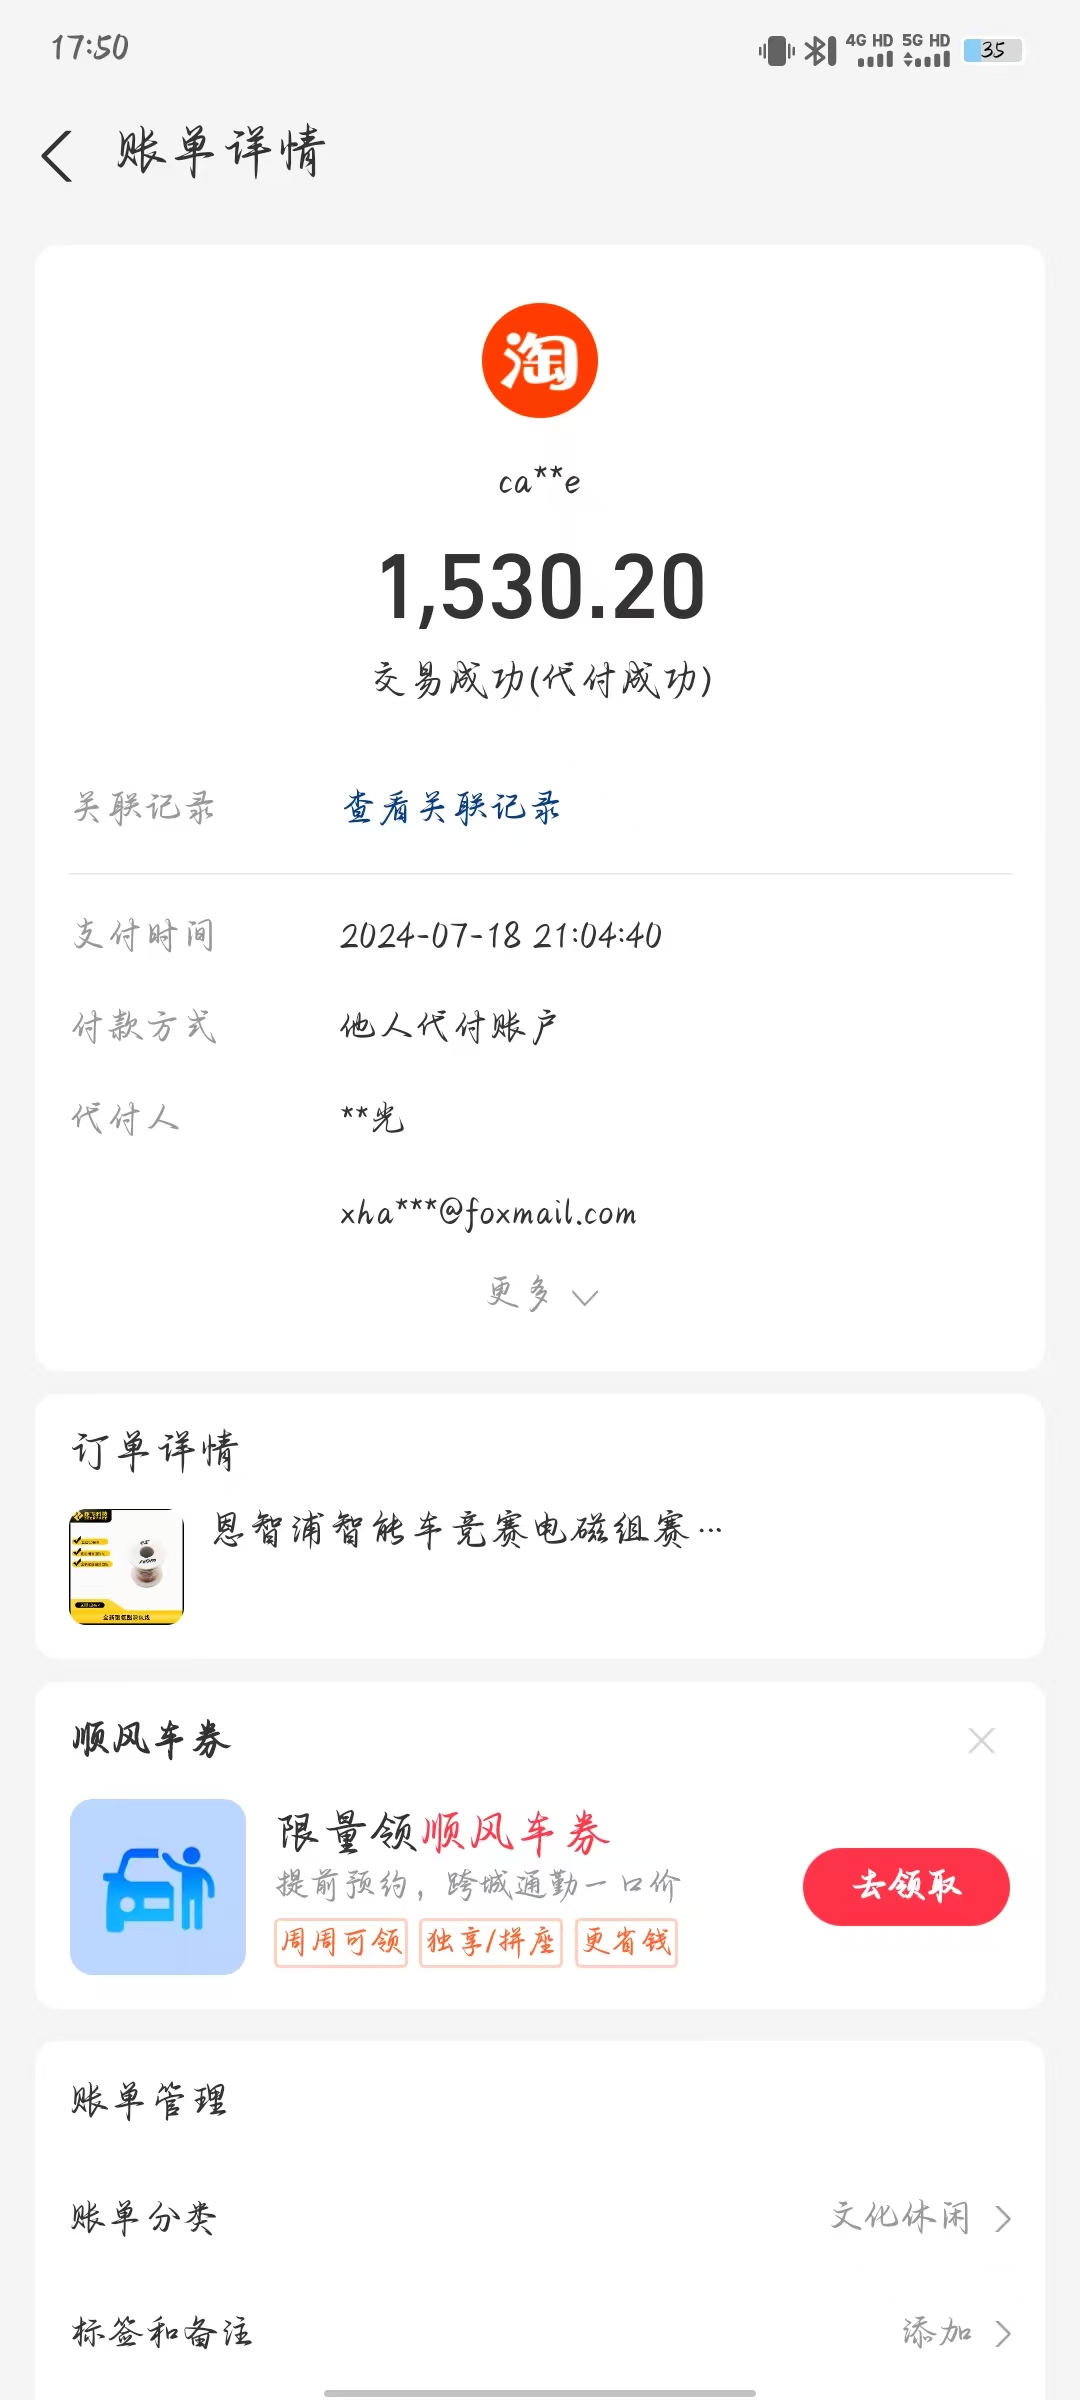 17:50
4G HD 5G HD 35
账单详情
淘
ca**e
1,530.20
交易成功(代付成功)
关联记录 查看关联记录
支付时间 2024-07-18 21:04:40
付款方式 他人代付账户
代付人 **光
xha***@foxmail.com
更多
订单详情
恩智浦智能车竞赛电磁组赛…
顺风车券
限量领顺风车券
提前预约，跨城通勤一口价
去领取
周周可领 独享/拼座 更省钱
账单管理
账单分类 文化休闲
标签和备注 添加